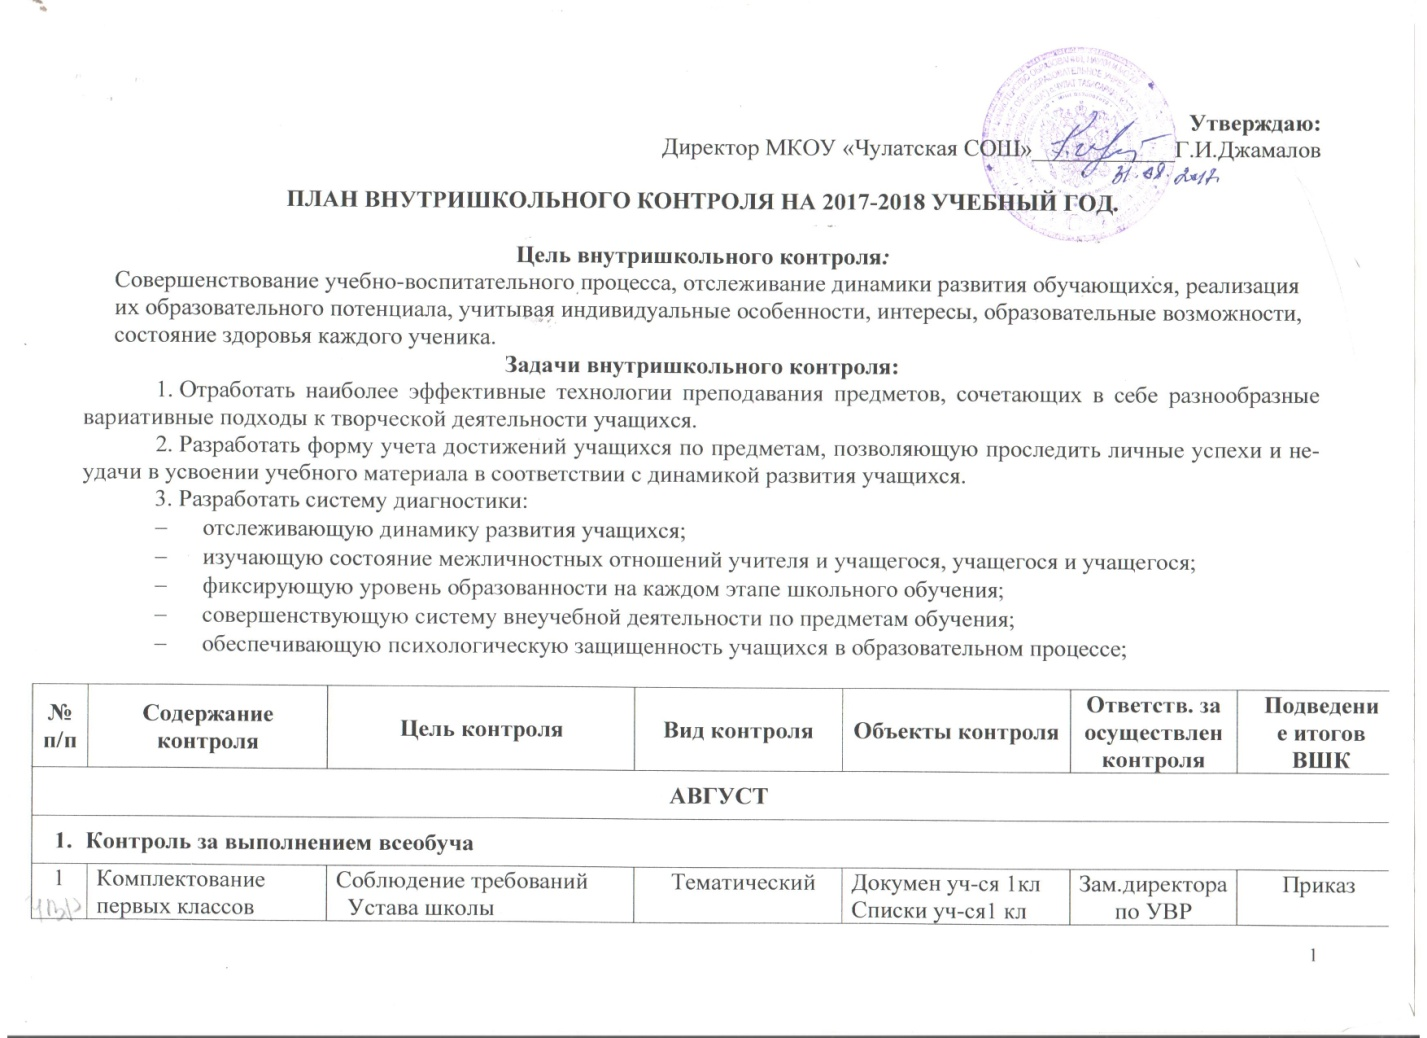 Утверждаю:
Директор МКОУ «Чулатская СОШ»____________Г.И.Джамалов
31.08.2017
ПЛАН ВНУТРИШКОЛЬНОГО КОНТРОЛЯ НА 2017-2018 УЧЕБНЫЙ ГОД.
Цель внутришкольного контроля:
Совершенствование учебно-воспитательного процесса, отслеживание динамики развития обучающихся, реализация
их образовательного потенциала, учитывая индивидуальные особенности, интересы, образовательные возможности,
состояние здоровья каждого ученика.
Задачи внутришкольного контроля:
1. Отработать наиболее эффективные технологии преподавания предметов, сочетающих в себе разнообразные
вариативные подходы к творческой деятельности учащихся.
2. Разработать форму учета достижений учащихся по предметам, позволяющую проследить личные успехи и не-
удачи в усвоении учебного материала в соответствии с динамикой развития учащихся.
3. Разработать систему диагностики:
– отслеживающую динамику развития учащихся;
– изучающую состояние межличностных отношений учителя и учащегося, учащегося и учащегося;
– фиксирующую уровень образованности на каждом этапе школьного обучения;
– совершенствующую систему внеучебной деятельности по предметам обучения;
– обеспечивающую психологическую защищенность учащихся в образовательном процессе;
№
п/п
Содержание
контроля
Цель контроля
Вид контроля
Объекты контроля
Ответств. за
осуществлен
контроля
Подведени
е итогов
ВШК
АВГУСТ
1. Контроль за выполнением всеобуча
1
Комплектование
первых классов
Соблюдение требований
Устава школы
Тематический
Докумен уч-ся 1кл
Списки уч-ся1 кл
Зам.директора
по УВР
Приказ
1